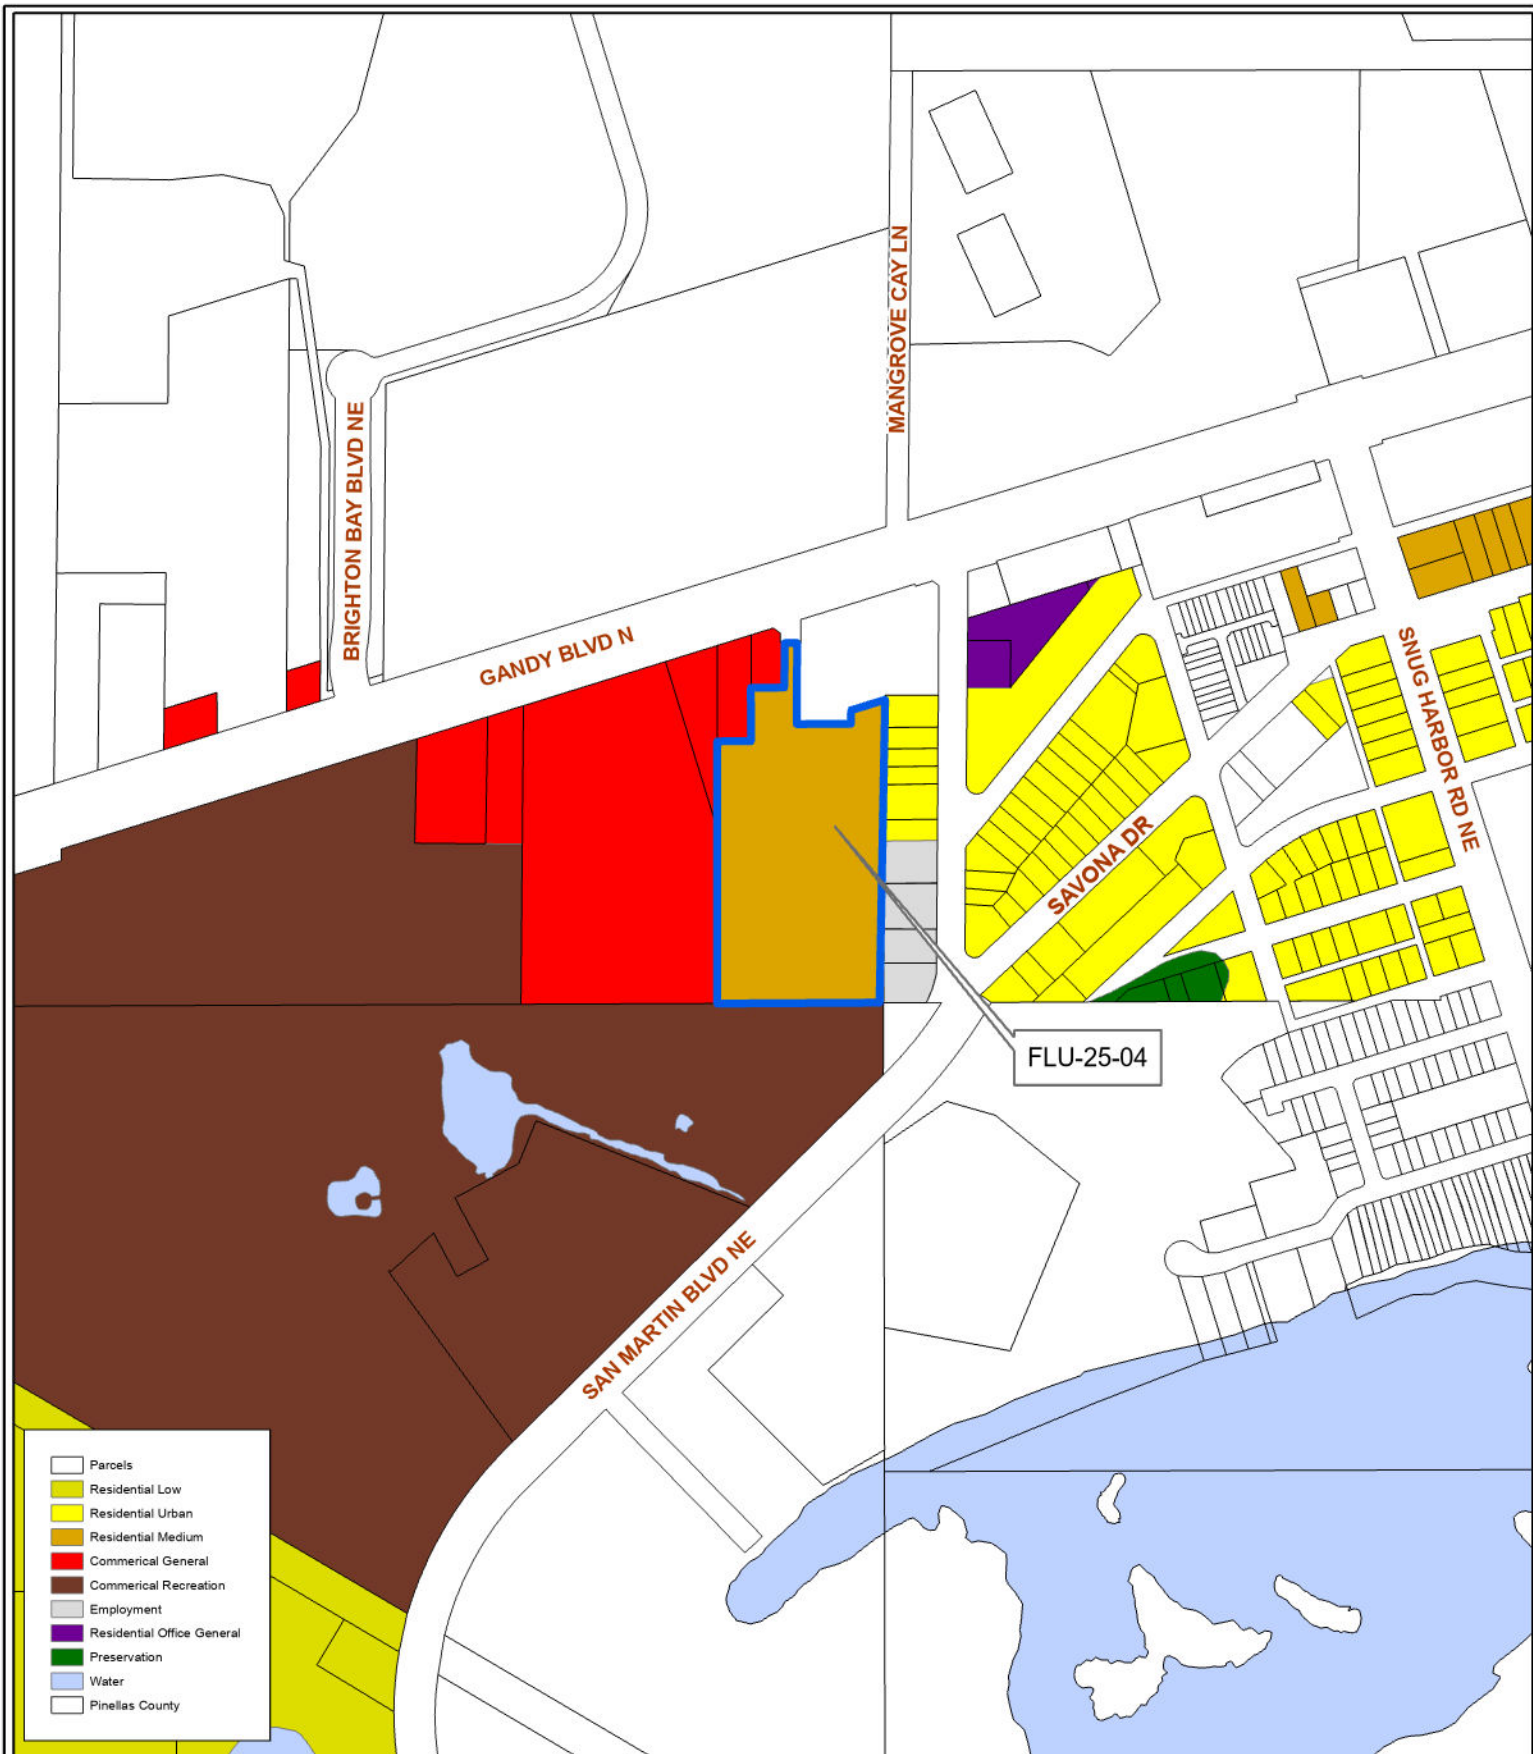 MANGROVE CAY LN
BRIGHTON BAY BLVD NE
GANDY BLVD N
SNUG HARBOR RD NE
SAVONA DR
FLU-25-04
SAN MARTIN BLVD NE
Parcels
Residential Low
Residential Urban
Residential Medium
Commerical General
Commerical Recreation
Employment
Residential Office General
Preservation
Water
Pinellas County